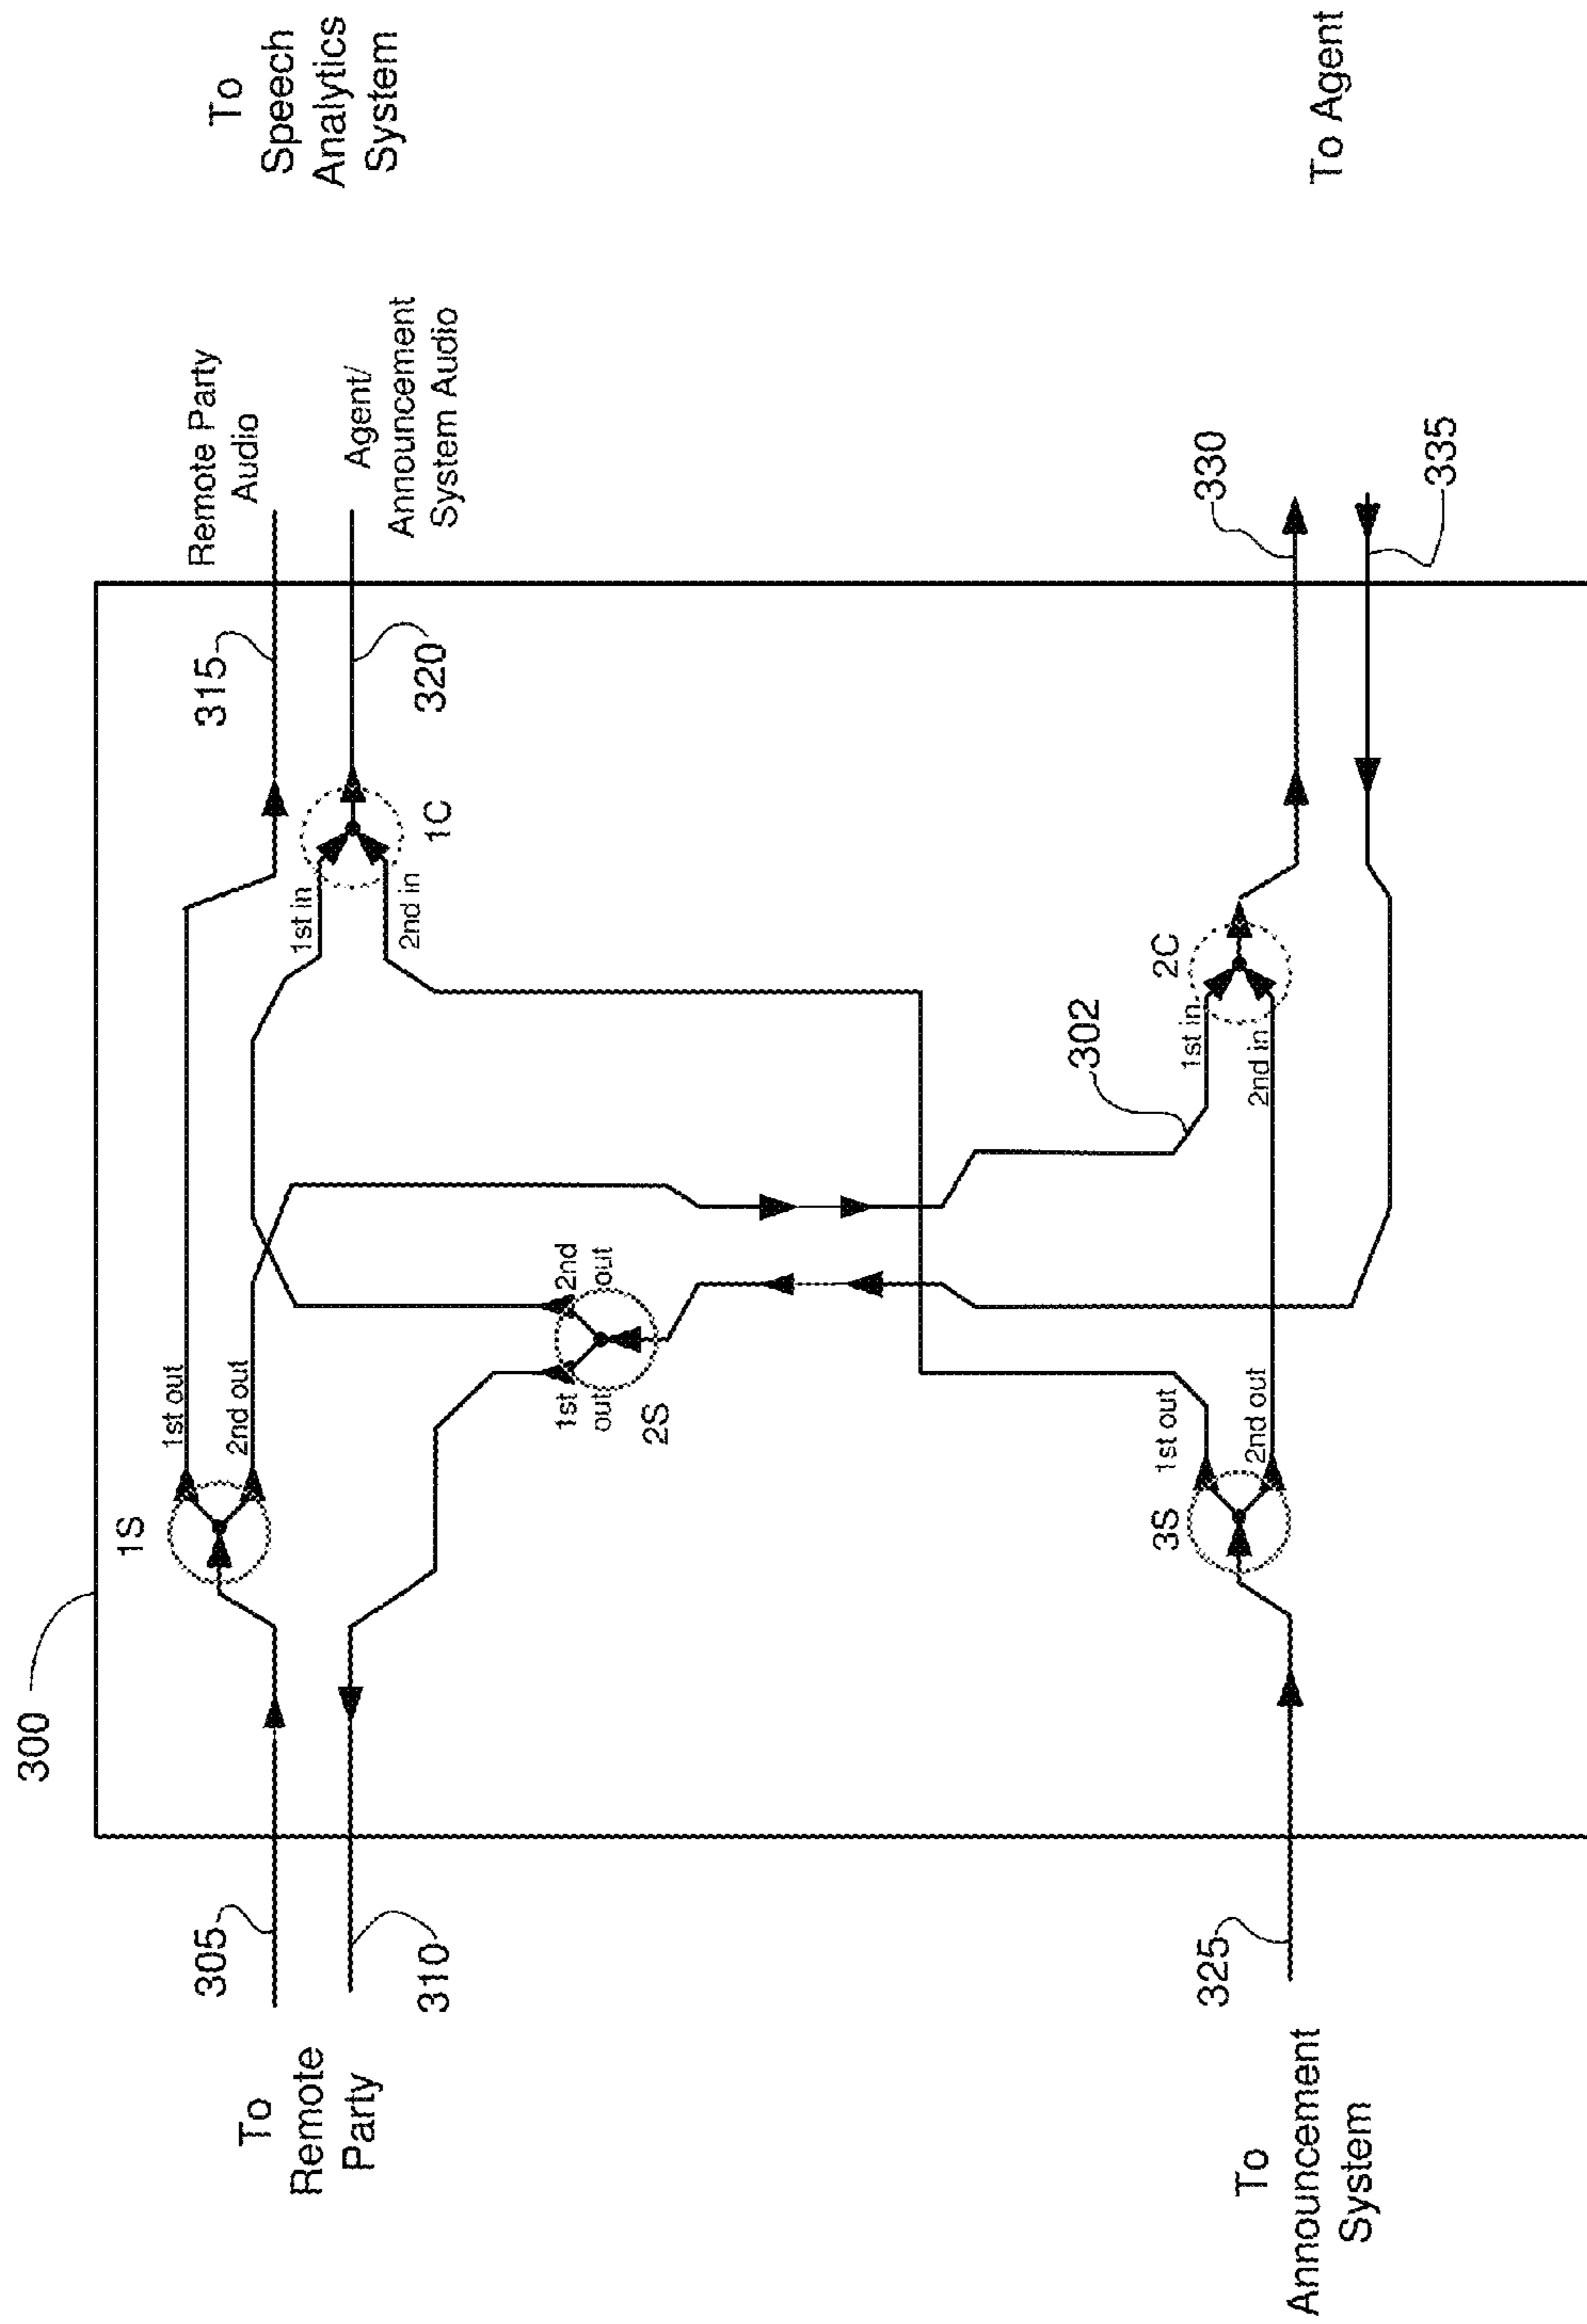 300
To
Remote
Party
305
310
1S
1st out
2nd out
315
Remote Party
Audio
To
Speech
Analytics
System
1st in
2nd in
1C
320
Agent/
Announcement
System Audio
1st
out
2nd
out
2S
To
Announcement
System
325
3S
1st out
2nd out
302
1st in
2nd in
2C
330
335
To Agent